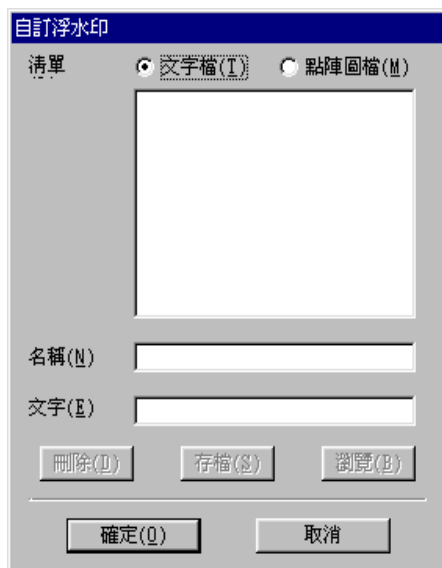 自訂浮水印
清單 文字檔(T) 點陣圖檔(M)
名稱(N)
文字(E)
刪除(D) 存檔(S) 瀏覽(B)
確定(O) 取消